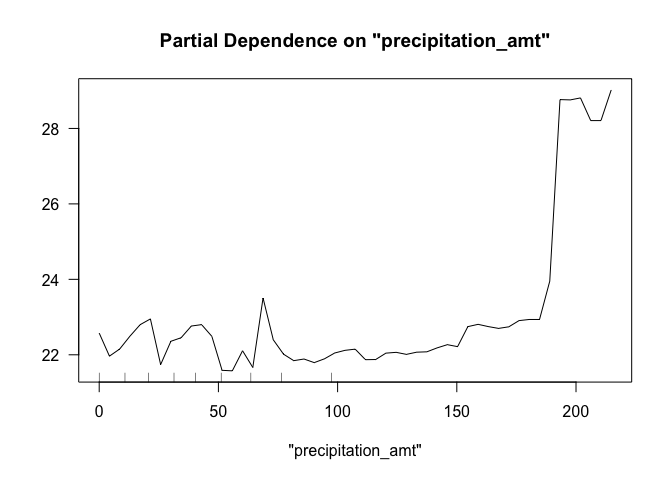 Partial Dependence on "precipitation_amt"
28
26
24
22
0 50 100 150 200
"precipitation_amt"